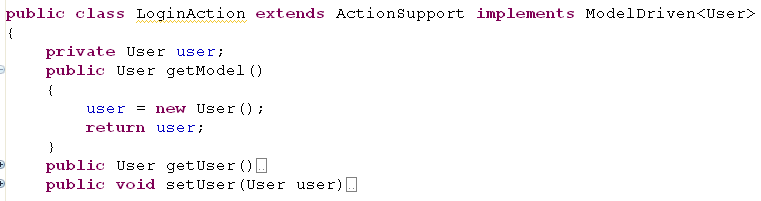 public class LoginAction extends ActionSupport implements ModelDriven<User>
{
    private User user;
    public User getModel()
    {
        user = new User();
        return user;
    }
    public User getUser()..
    public void setUser(User user)..